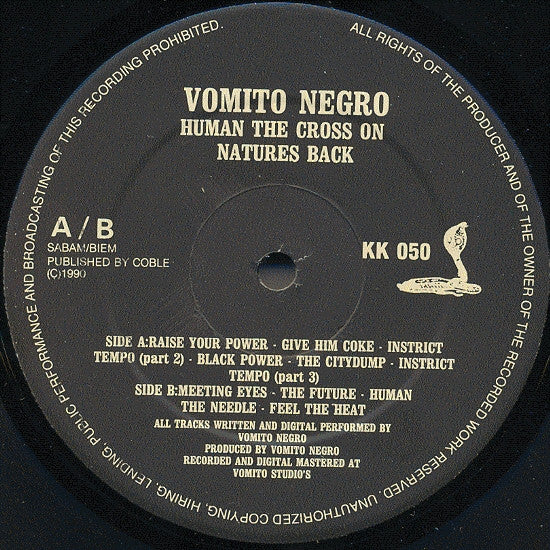 ALL RIGHTS OF THE PRODUCER AND OF THE OWNER OF THE RECORDED WORK RESERVED. UNAUTHORIZED COPYING, HIRING, LENDING, PUBLIC PERFORMANCE AND BROADCASTING OF THIS RECORDING PROHIBITED.
VOMITO NEGRO
HUMAN THE CROSS ON
NATURES BACK
A / B
SABAM/BIEM
PUBLISHED BY COBLE
(C)1990
KK 050
SIDE A:RAISE YOUR POWER - GIVE HIM COKE - INSTRICT
TEMPO (part 2) - BLACK POWER - THE CITYDUMP - INSTRICT
TEMPO (part 3)
SIDE B:MEETING EYES - THE FUTURE - HUMAN
THE NEEDLE - FEEL THE HEAT
ALL TRACKS WRITTEN AND DIGITAL PERFORMED BY
VOMITO NEGRO
PRODUCED BY VOMITO NEGRO
RECORDED AND DIGITAL MASTERED AT
VOMITO STUDIO'S